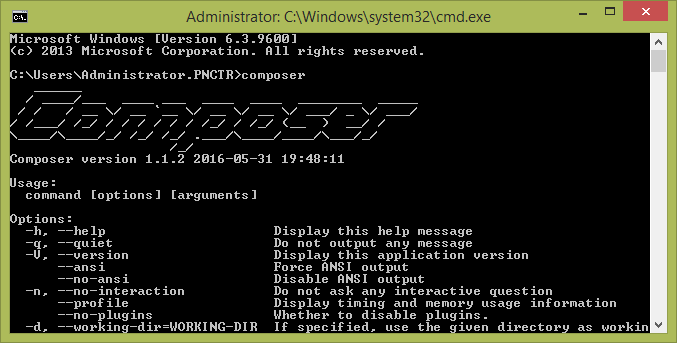 Administrator: C:\Windows\system32\cmd.exe
Microsoft Windows [Version 6.3.9600]
(c) 2013 Microsoft Corporation. All rights reserved.
C:\Users\Administrator.PNCTR>composer
Composer
Composer version 1.1.2 2016-05-31 19:48:11
Usage:
command [options] [arguments]
Options:
-h, --help Display this help message
-q, --quiet Do not output any message
-V, --version Display this application version
--ansi Force ANSI output
--no-ansi Disable ANSI output
-n, --no-interaction Do not ask any interactive question
--profile Display timing and memory usage information
--no-plugins Whether to disable plugins.
-d, --working-dir=WORKING-DIR If specified, use the given directory as workin